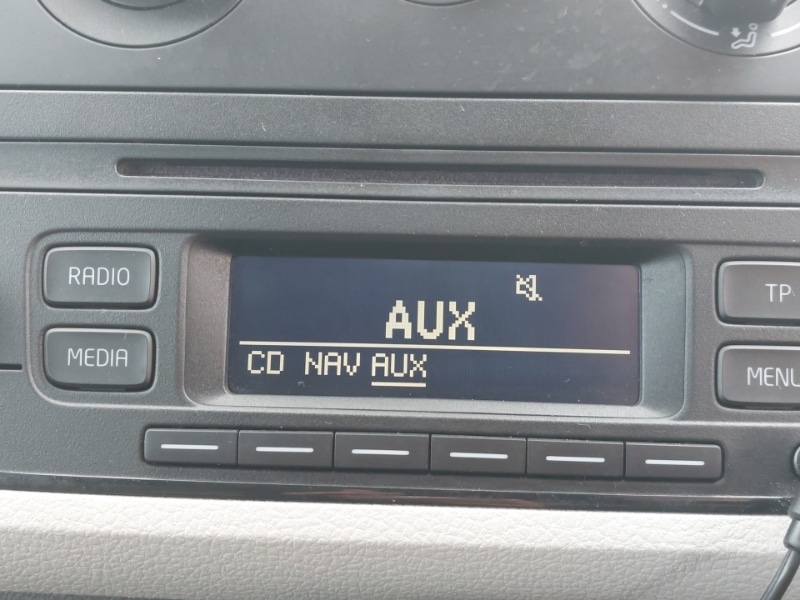 RADIO
MEDIA
AUX
CD NAV AUX
TP
MENU